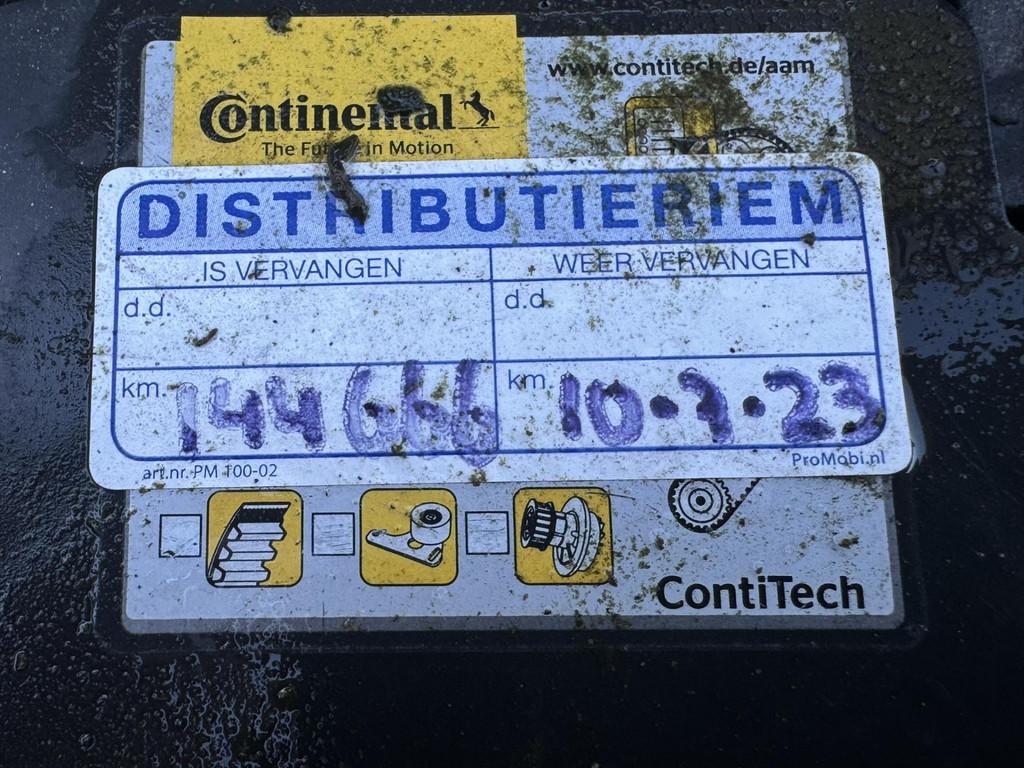 www.contitech.de/aam
Continental
The Future in Motion
DISTRIBUTIERIEM
IS VERVANGEN WEER VERVANGEN
d.d. d.d.
km. 144 666 km. 10-7-23
art.nr. PM 100-02 ProMobi.nl
ContiTech